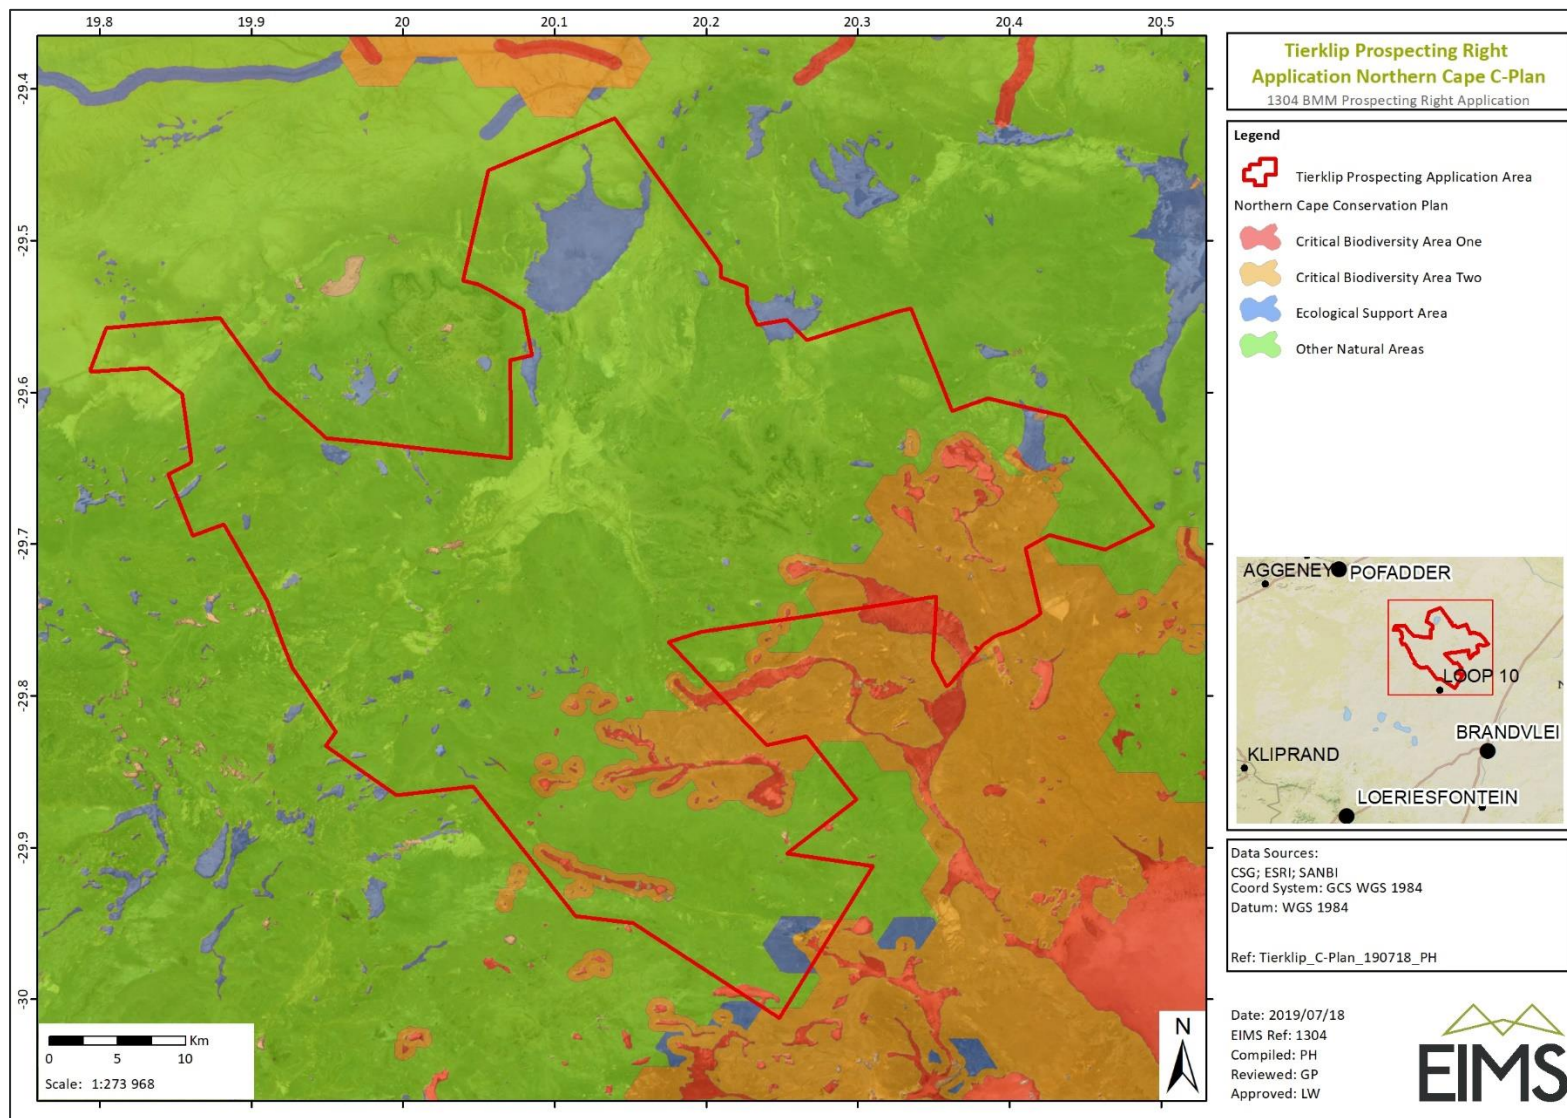 19.8
19.9
20
20.1
20.2
20.3
20.4
20.5
-29.4
-29.5
-29.6
-29.7
-29.8
-29.9
-30
0 5 10 Km
Scale: 1:273 968
N
Tierklip Prospecting Right
Application Northern Cape C-Plan
1304 BMM Prospecting Right Application
Legend
Tierklip Prospecting Application Area
Northern Cape Conservation Plan
Critical Biodiversity Area One
Critical Biodiversity Area Two
Ecological Support Area
Other Natural Areas
AGGENEY
POFADDER
LOOP 10
BRANDVLEI
KLIPRAND
LOERIESFONTEIN
Data Sources:
CSG; ESRI; SANBI
Coord System: GCS WGS 1984
Datum: WGS 1984
Ref: Tierklip_C-Plan_190718_PH
Date: 2019/07/18
EIMS Ref: 1304
Compiled: PH
Reviewed: GP
Approved: LW
EIMS